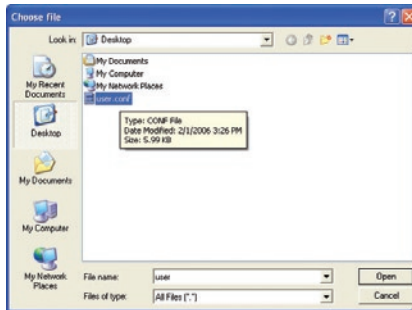 Choose file
Look in:
Desktop
My Recent
Documents
Desktop
My Documents
My Computer
My Network
Places
My Documents
My Computer
My Network Places
user.conf
Type: CONF File
Date Modified: 2/1/2006 3:26 PM
Size: 5.99 KB
File name:
user
Open
Files of type:
All Files (*.*)
Cancel